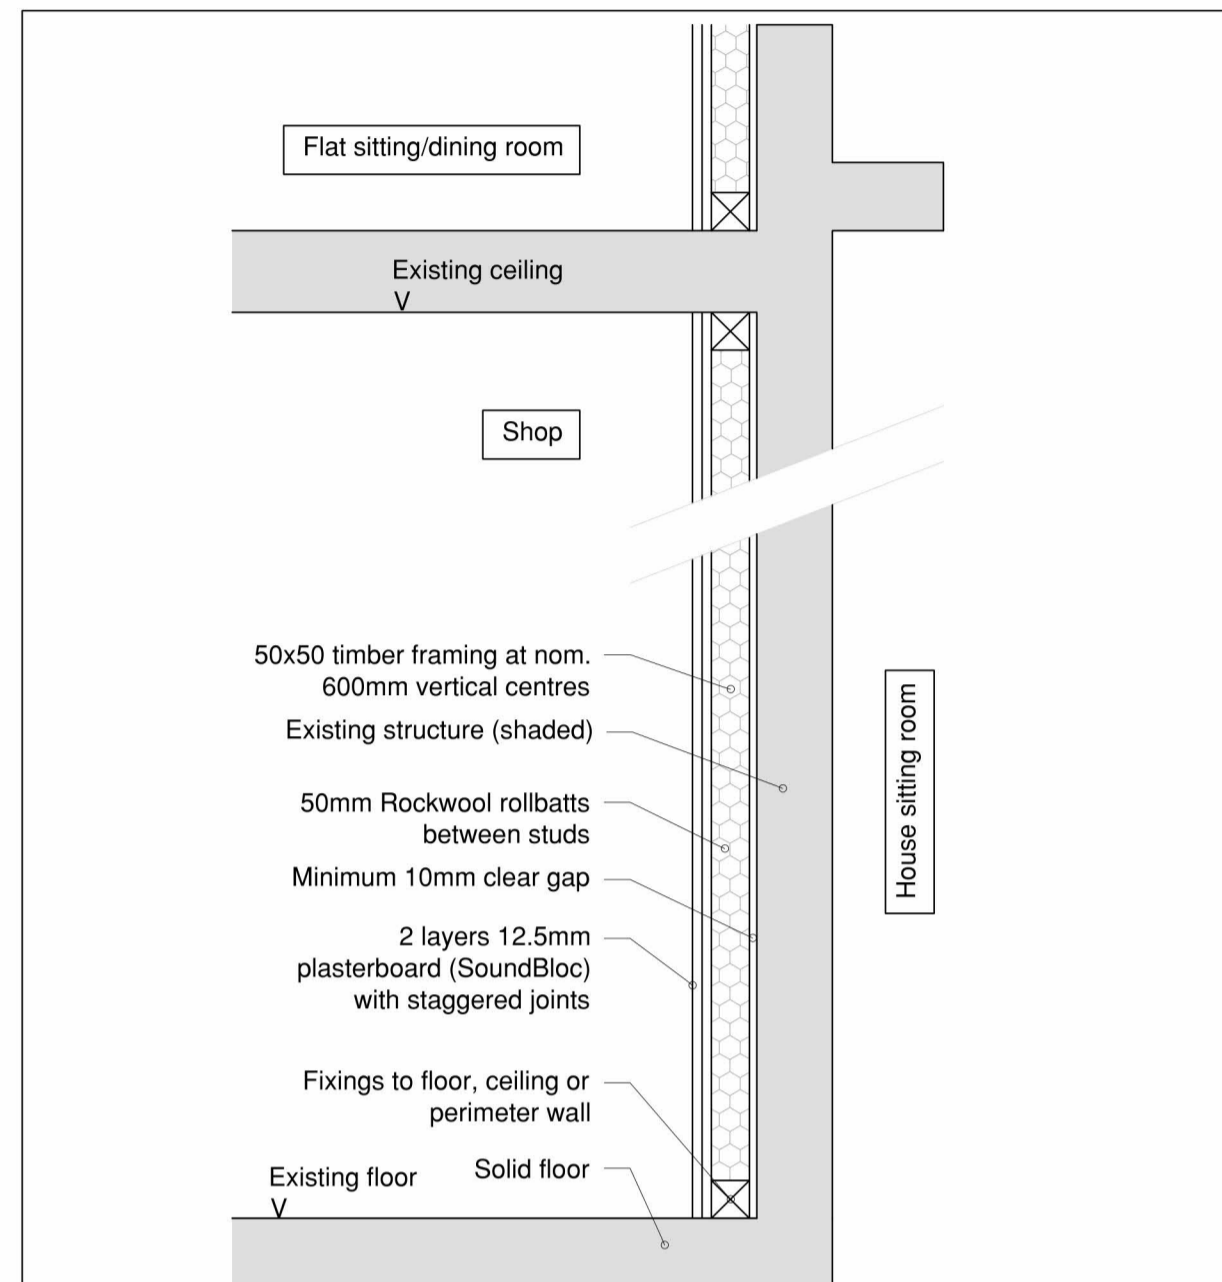 Flat sitting/dining room
Existing ceiling
V
Shop
50x50 timber framing at nom.
600mm vertical centres
Existing structure (shaded)
50mm Rockwool rollbatts
between studs
Minimum 10mm clear gap
2 layers 12.5mm
plasterboard (SoundBloc)
with staggered joints
Fixings to floor, ceiling or
perimeter wall
Solid floor
Existing floor
V
House sitting room